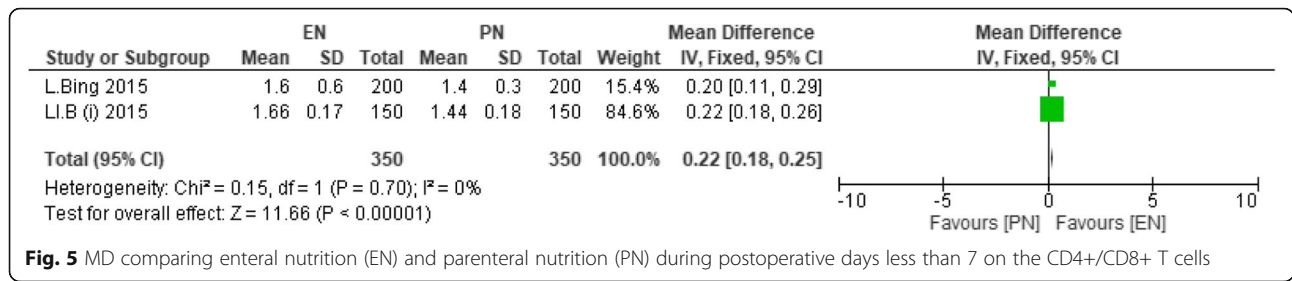 EN PN Mean Difference Mean Difference
Study or Subgroup Mean SD Total Mean SD Total Weight IV, Fixed, 95% CI IV, Fixed, 95% CI
L.Bing 2015 1.6 0.6 200 1.4 0.3 200 15.4% 0.20 [0.11, 0.29]
LI.B (i) 2015 1.66 0.17 150 1.44 0.18 150 84.6% 0.22 [0.18, 0.26]
Total (95% CI) 350 350 100.0% 0.22 [0.18, 0.25]
Heterogeneity: Chi² = 0.15, df = 1 (P = 0.70); I² = 0%
Test for overall effect: Z = 11.66 (P < 0.00001)
-10 -5 0 5 10
Favours [PN] Favours [EN]
Fig. 5 MD comparing enteral nutrition (EN) and parenteral nutrition (PN) during postoperative days less than 7 on the CD4+/CD8+ T cells